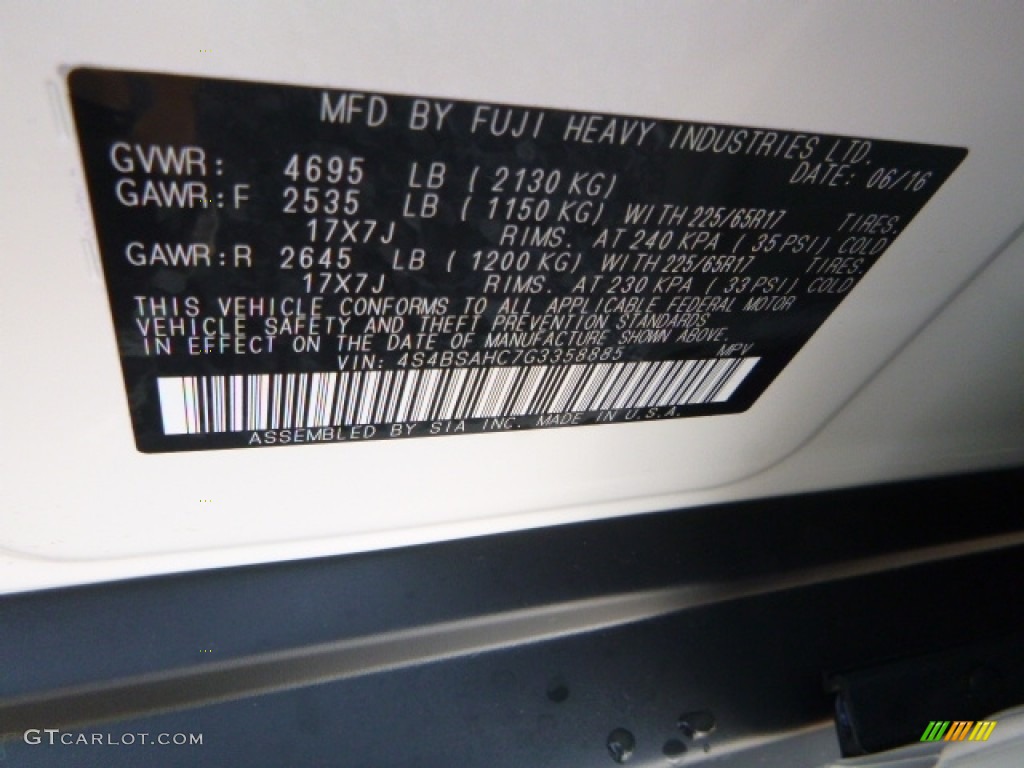 MFD BY FUJI HEAVY INDUSTRIES LTD.
DATE: 06/16
GVWR: 4695 LB ( 2130 KG)
GAWR:F 2535 LB ( 1150 KG) WITH 225/65R17 TIRES.
17X7J RIMS. AT 240 KPA ( 35 PSI) COLD
GAWR:R 2645 LB ( 1200 KG) WITH 225/65R17 TIRES.
17X7J RIMS. AT 230 KPA ( 33 PSI) COLD
THIS VEHICLE CONFORMS TO ALL APPLICABLE FEDERAL MOTOR
VEHICLE SAFETY AND THEFT PREVENTION STANDARDS
IN EFFECT ON THE DATE OF MANUFACTURE SHOWN ABOVE.
VIN: 4S4BSAHC7G3358885 MPV
ASSEMBLED BY SIA INC. MADE IN U.S.A.
GTCARLOT.COM